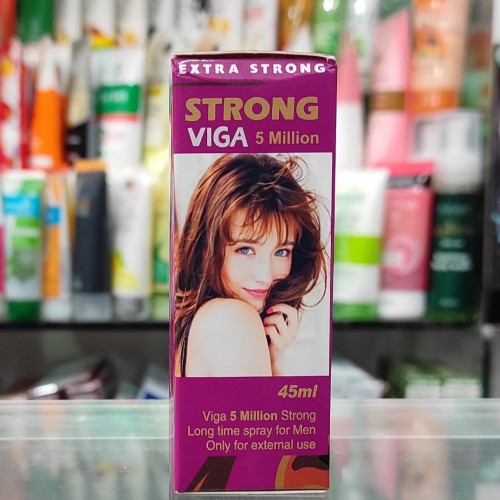 EXTRA STRONG
STRONG
VIGA 5 Million
45ml
Viga 5 Million Strong
Long time spray for Men
Only for external use